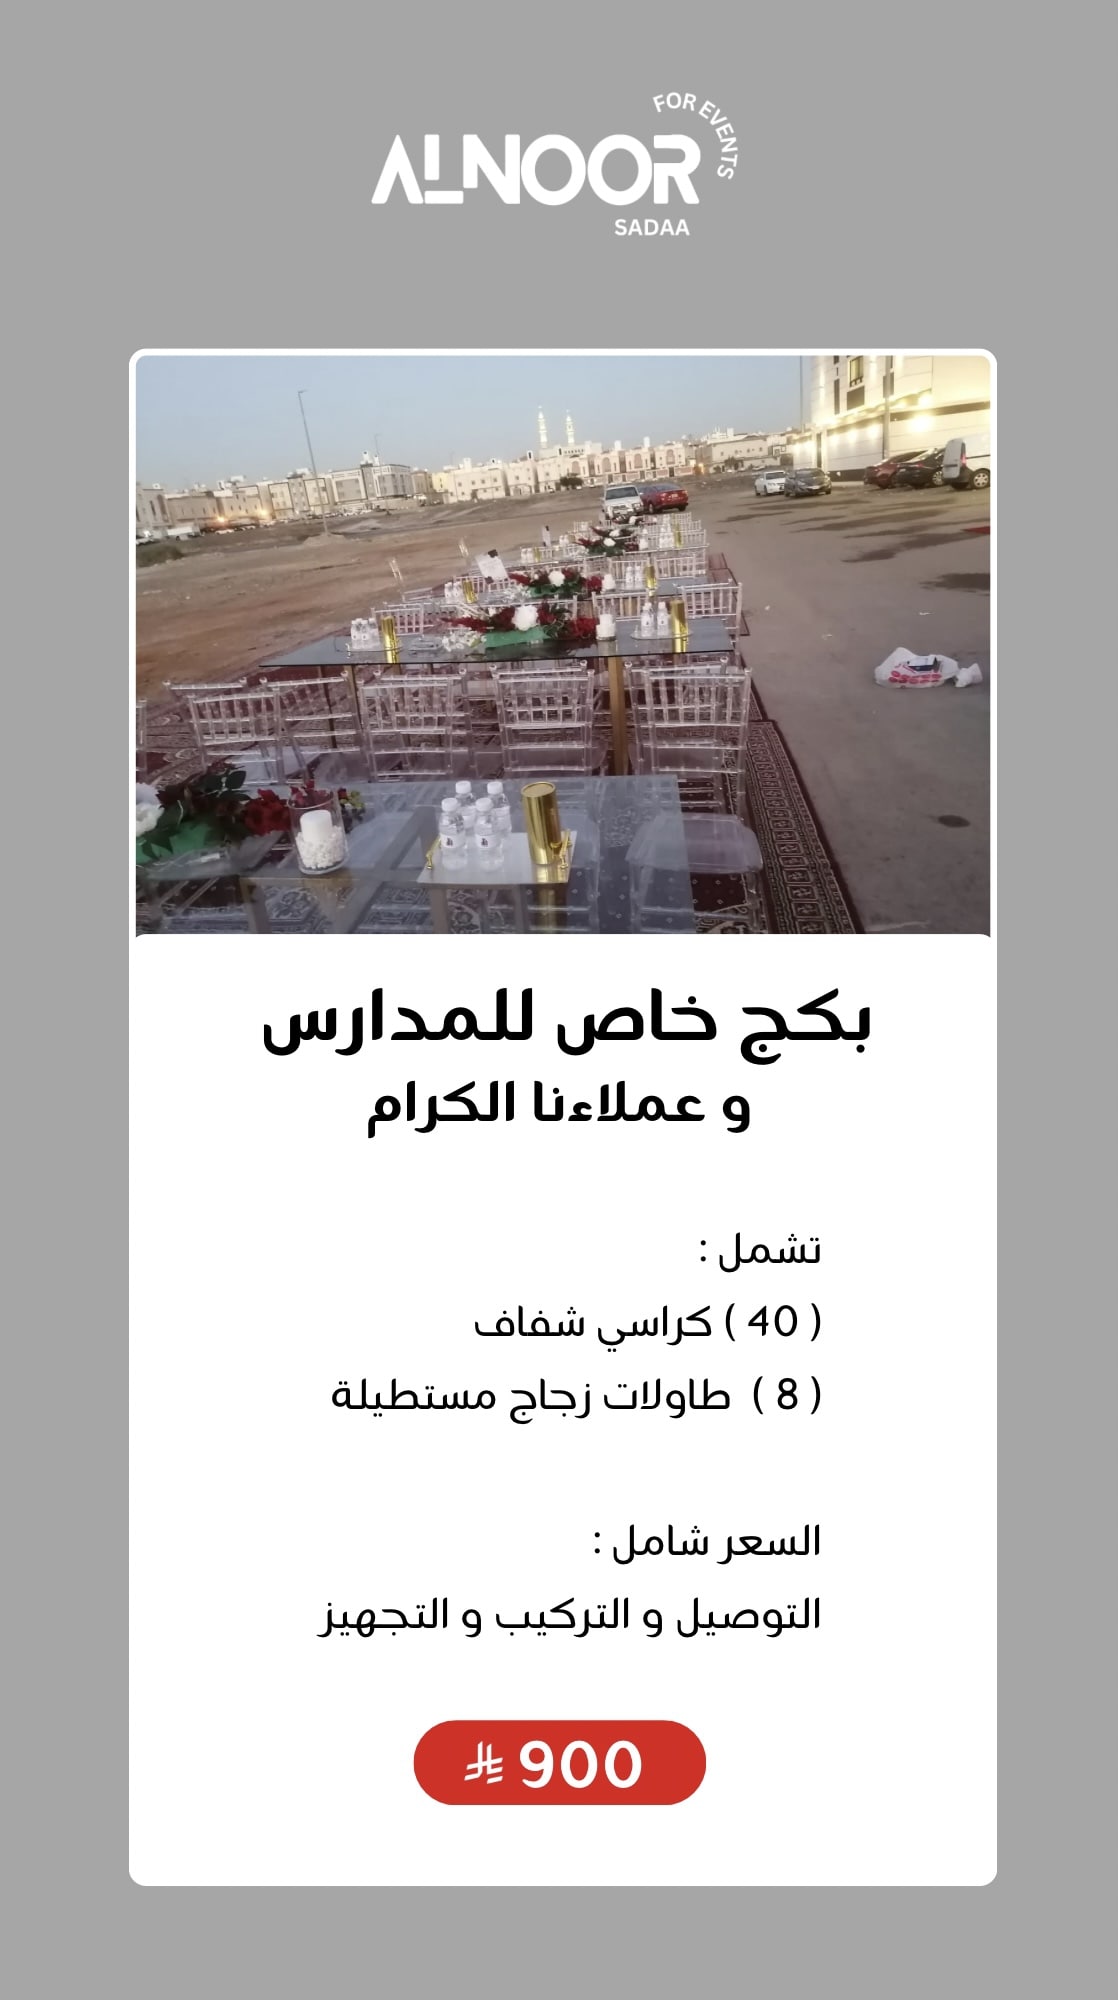 FOR EVENTS
ALNOOR
SADAA
بكج خاص للمدارس
و عملاءنا الكرام
تشمل :
( 40 ) كراسي شفاف
( 8 ) طاولات زجاج مستطيلة
السعر شامل :
التوصيل و التركيب و التجهيز
900 ⃁